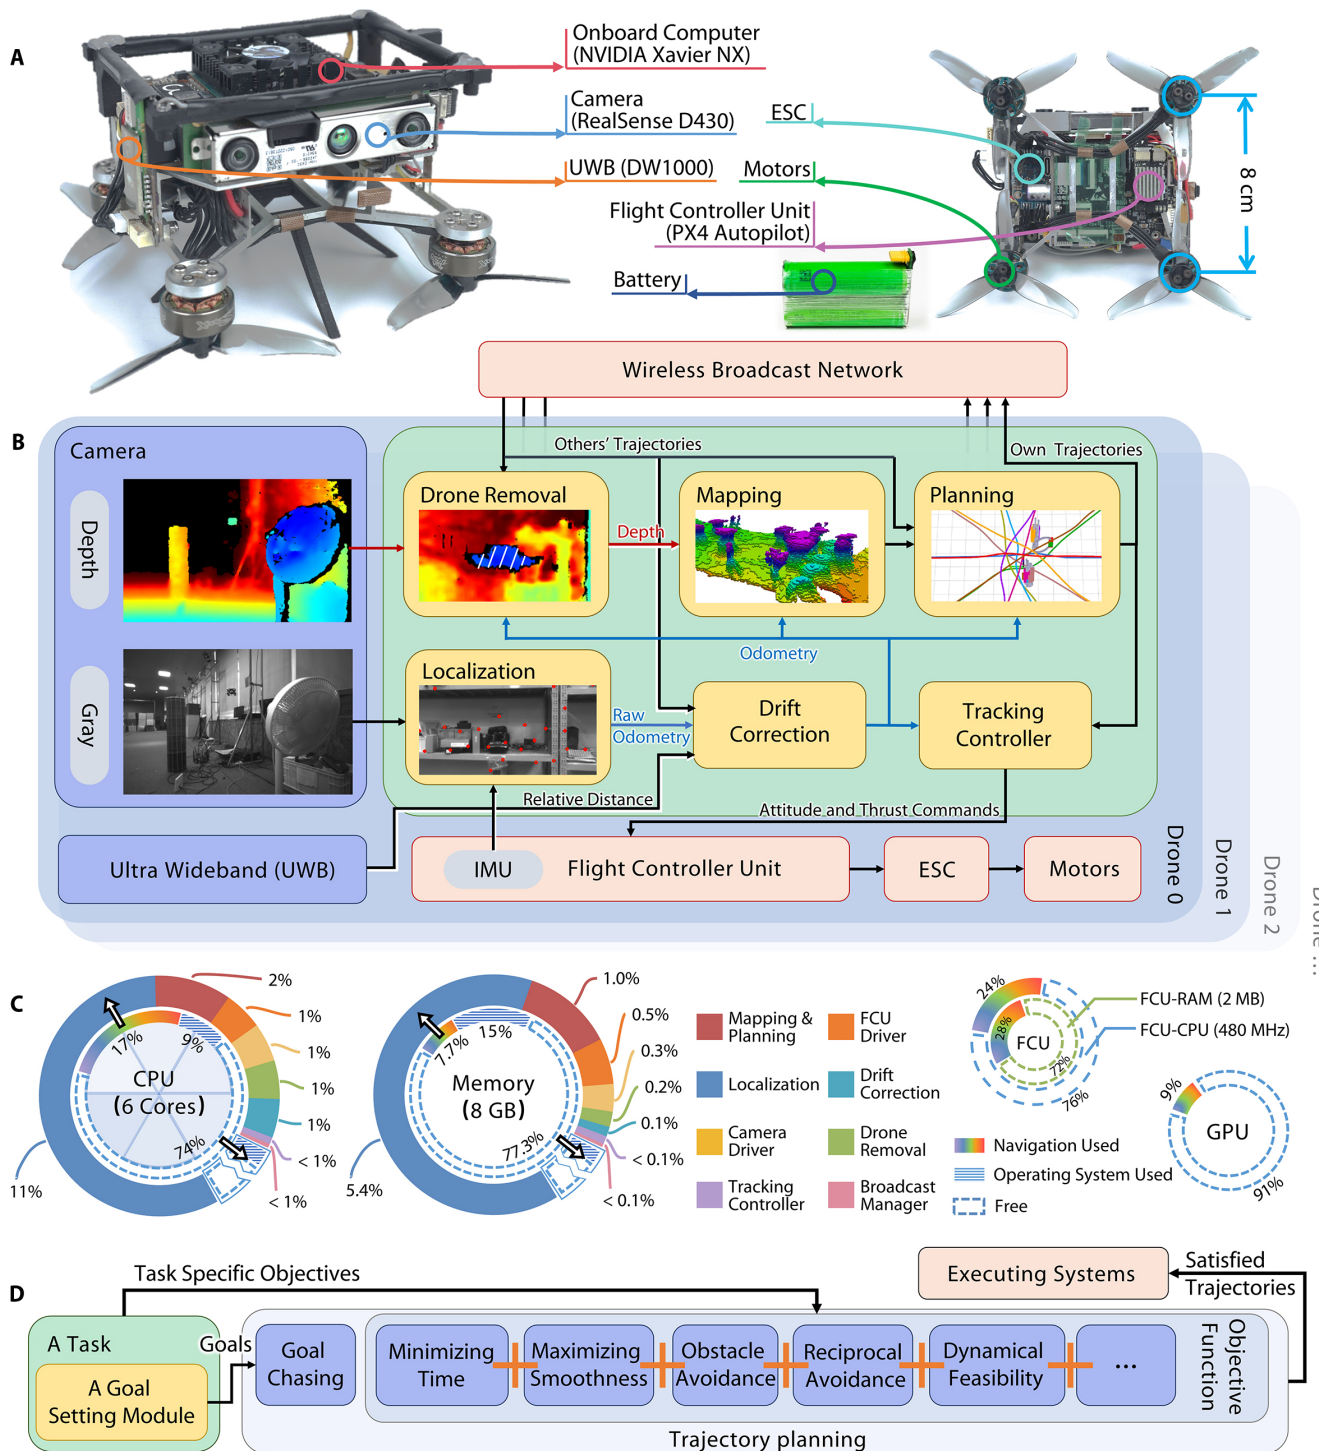 A
Onboard Computer
(NVIDIA Xavier NX)
Camera
(RealSense D430)
UWB (DW1000)
ESC
Motors
Flight Controller Unit
(PX4 Autopilot)
Battery
8 cm
Wireless Broadcast Network
B
Camera
Depth
Gray
Others' Trajectories
Own Trajectories
Drone Removal
Depth
Mapping
Planning
Odometry
Localization
Raw
Odometry
Drift
Correction
Tracking
Controller
Relative Distance
Attitude and Thrust Commands
Ultra Wideband (UWB)
IMU
Flight Controller Unit
ESC
Motors
Drone 0
Drone 1
Drone 2
Drone ...
C
2%
1%
1%
1%
1%
< 1%
< 1%
11%
17%
9%
CPU
(6 Cores)
74%
1.0%
0.5%
0.3%
0.2%
0.1%
< 0.1%
< 0.1%
5.4%
7.7%
15%
Memory
(8 GB)
77.3%
Mapping &
Planning
FCU
Driver
Localization
Drift
Correction
Camera
Driver
Drone
Removal
Tracking
Controller
Broadcast
Manager
24%
28%
FCU
72%
76%
FCU-RAM (2 MB)
FCU-CPU (480 MHz)
9%
GPU
91%
Navigation Used
Operating System Used
Free
D
Task Specific Objectives
Executing Systems
Satisfied
Trajectories
A Task
A Goal
Setting Module
Goals
Goal
Chasing
Minimizing
Time
Maximizing
Smoothness
Obstacle
Avoidance
Reciprocal
Avoidance
Dynamical
Feasibility
...
Objective
Function
Trajectory planning